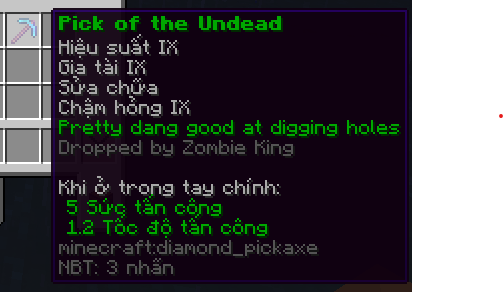 Pick of the Undead
Hiệu suất IX
Gia tài IX
Sửa chữa
Chậm hỏng IX
Pretty dang good at digging holes
Dropped by Zombie King
Khi ở trong tay chính:
5 Sức tấn công
1.2 Tốc độ tấn công
minecraft:diamond_pickaxe
NBT: 3 nhãn